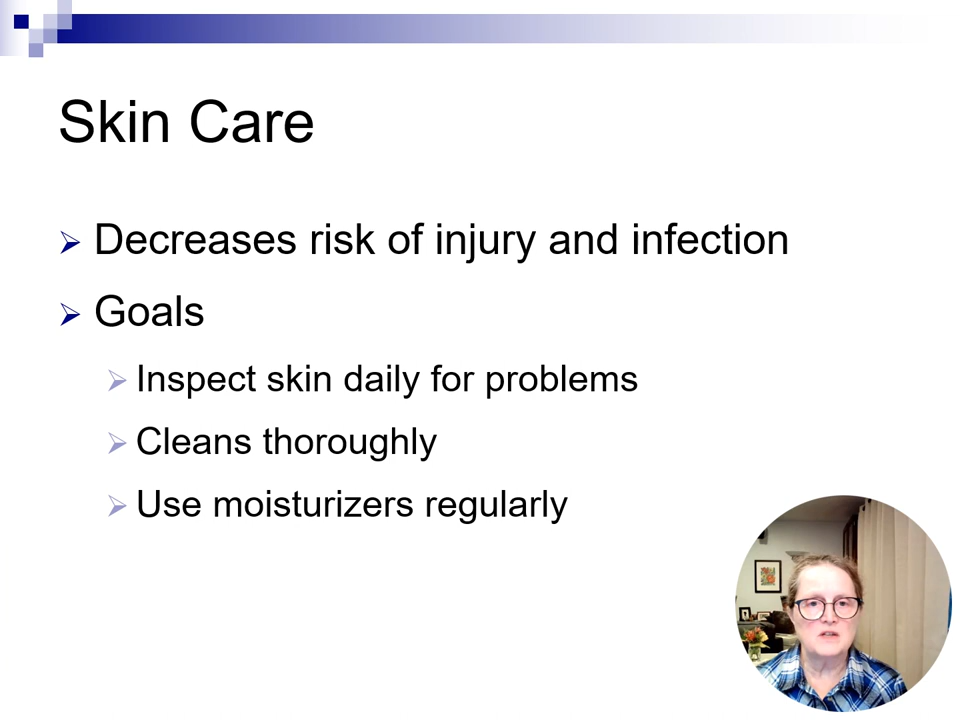 Skin Care
Decreases risk of injury and infection
Goals
Inspect skin daily for problems
Cleans thoroughly
Use moisturizers regularly